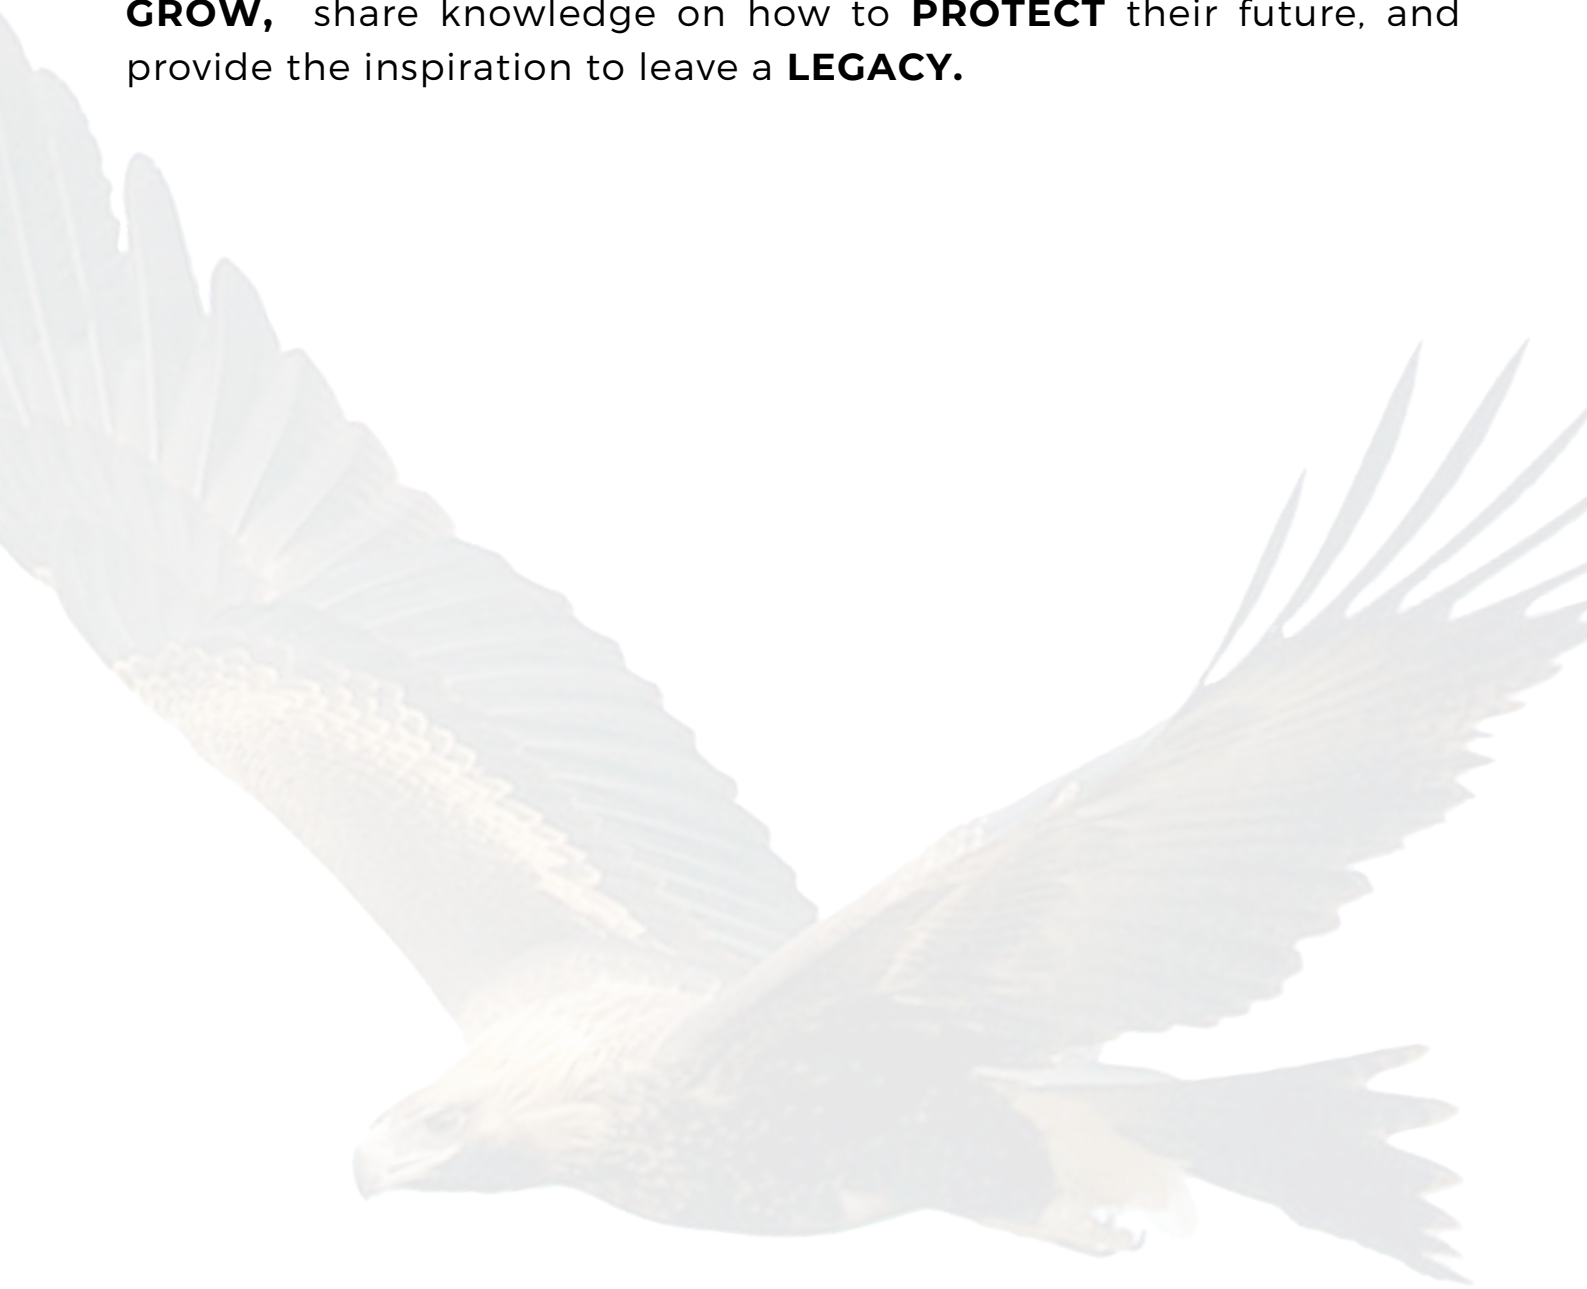 GROW, share knowledge on how to PROTECT their future, and
provide the inspiration to leave a LEGACY.